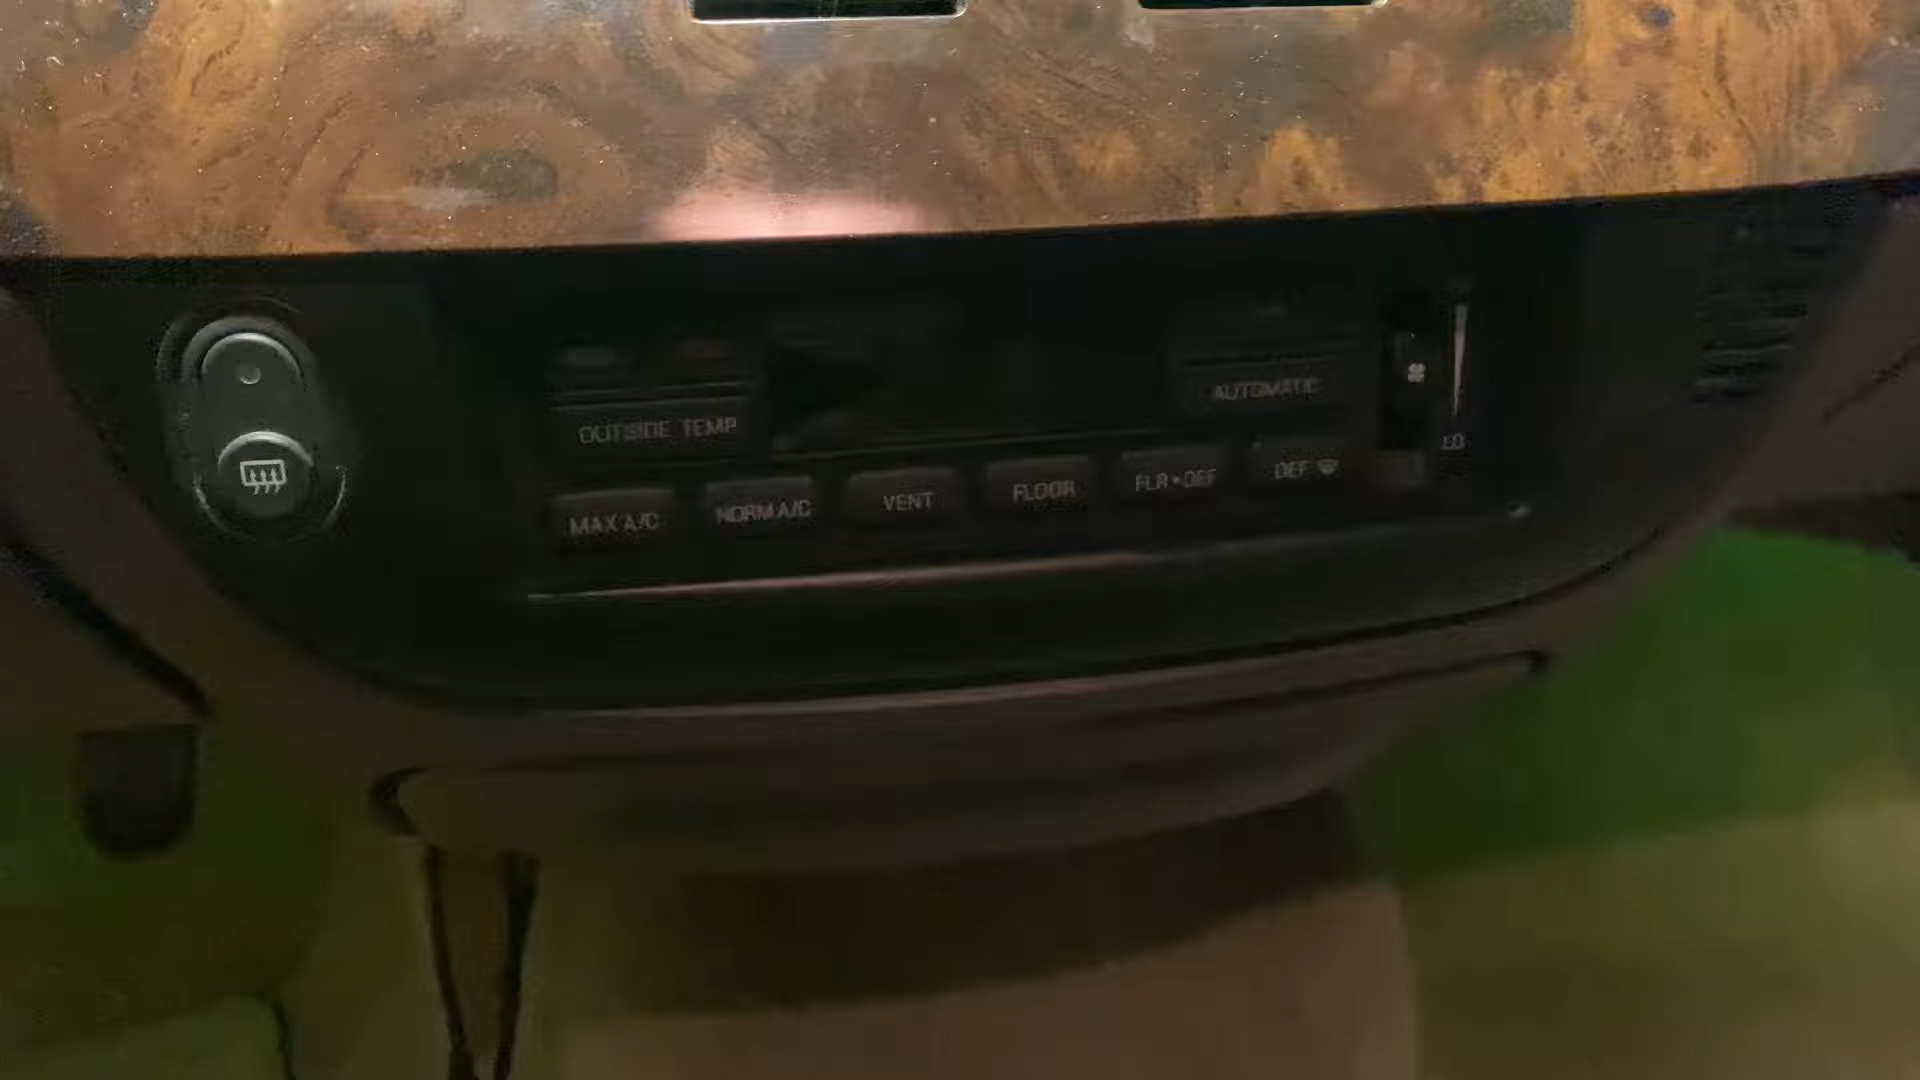 AUTOMATIC
OUTSIDE TEMP
LO
MAX A/C NORM A/C VENT FLOOR FLR•DEF DEF